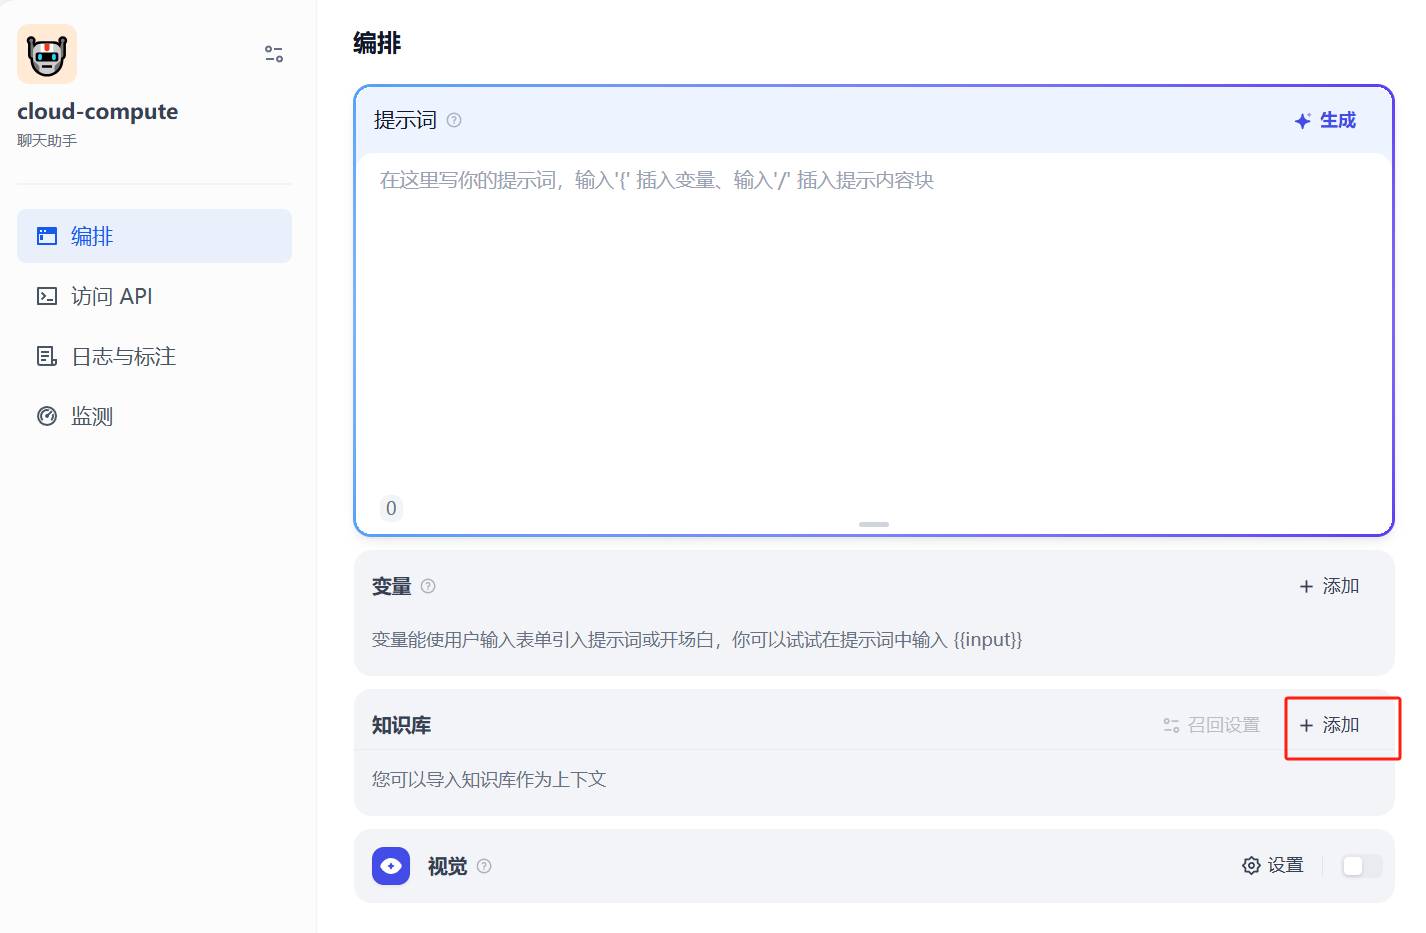 cloud-compute
聊天助手
编排
访问 API
日志与标注
监测
编排
提示词
生成
在这里写你的提示词，输入'{' 插入变量、输入'/' 插入提示内容块
0
变量
+ 添加
变量能使用户输入表单引入提示词或开场白，你可以试试在提示词中输入 {{input}}
知识库
召回设置
+ 添加
您可以导入知识库作为上下文
视觉
设置